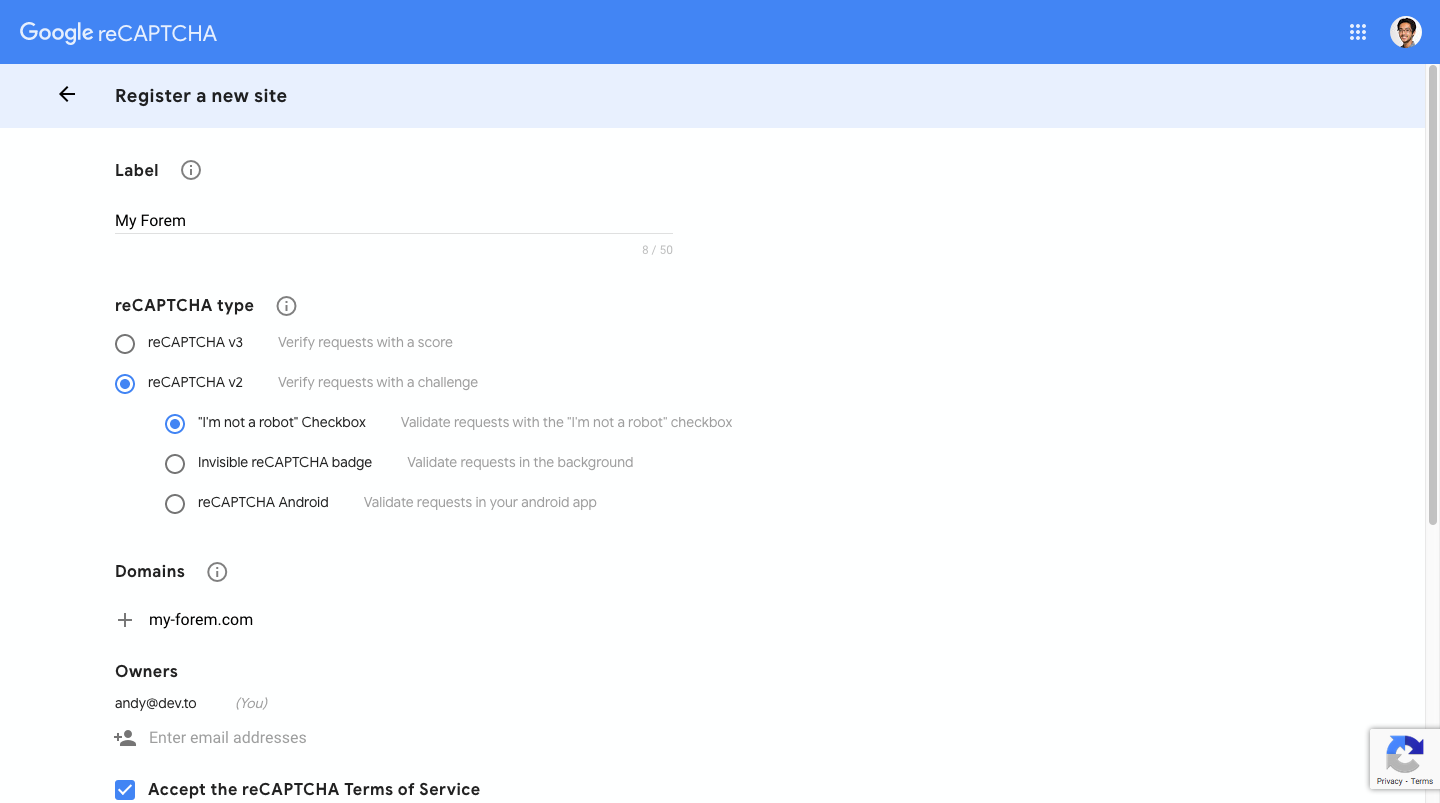 Google reCAPTCHA
Register a new site
Label
My Forem
8 / 50
reCAPTCHA type
reCAPTCHA v3 Verify requests with a score
reCAPTCHA v2 Verify requests with a challenge
"I'm not a robot" Checkbox Validate requests with the "I'm not a robot" checkbox
Invisible reCAPTCHA badge Validate requests in the background
reCAPTCHA Android Validate requests in your android app
Domains
my-forem.com
Owners
andy@dev.to (You)
Enter email addresses
Privacy - Terms
Accept the reCAPTCHA Terms of Service